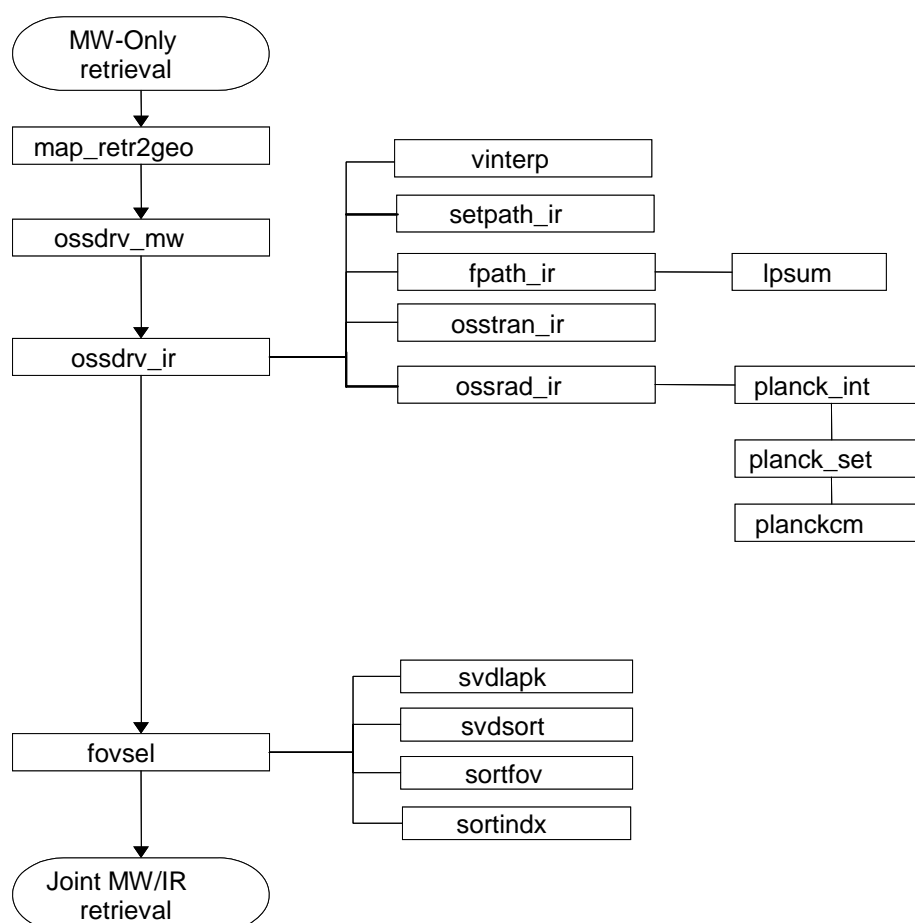 MW-Only
retrieval
map_retr2geo
vinterp
setpath_ir
ossdrv_mw
fpath_ir
lpsum
osstran_ir
ossdrv_ir
ossrad_ir
planck_int
planck_set
planckcm
svdlapk
svdsort
fovsel
sortfov
sortindx
Joint MW/IR
retrieval